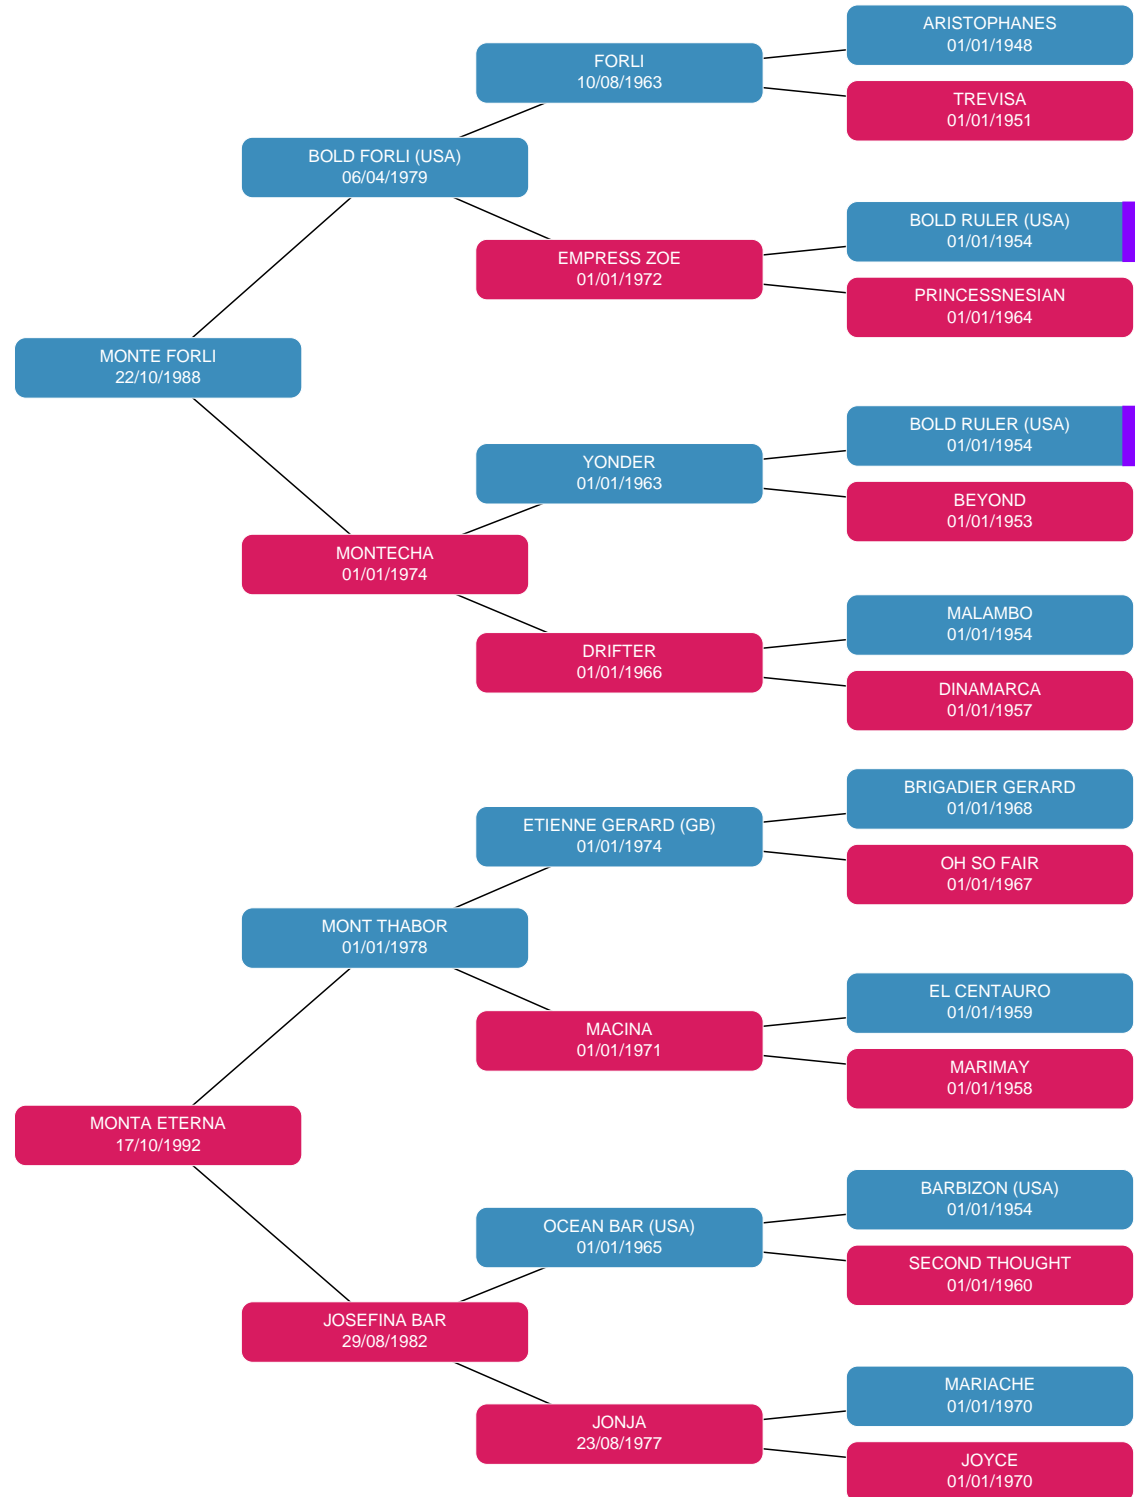 ARISTOPHANES
01/01/1948
FORLI
10/08/1963
TREVISA
01/01/1951
BOLD FORLI (USA)
06/04/1979
BOLD RULER (USA)
01/01/1954
EMPRESS ZOE
01/01/1972
PRINCESSNESIAN
01/01/1964
MONTE FORLI
22/10/1988
BOLD RULER (USA)
01/01/1954
YONDER
01/01/1963
BEYOND
01/01/1953
MONTECHA
01/01/1974
MALAMBO
01/01/1954
DRIFTER
01/01/1966
DINAMARCA
01/01/1957
BRIGADIER GERARD
01/01/1968
ETIENNE GERARD (GB)
01/01/1974
OH SO FAIR
01/01/1967
MONT THABOR
01/01/1978
EL CENTAURO
01/01/1959
MACINA
01/01/1971
MARIMAY
01/01/1958
MONTA ETERNA
17/10/1992
BARBIZON (USA)
01/01/1954
OCEAN BAR (USA)
01/01/1965
SECOND THOUGHT
01/01/1960
JOSEFINA BAR
29/08/1982
MARIACHE
01/01/1970
JONJA
23/08/1977
JOYCE
01/01/1970